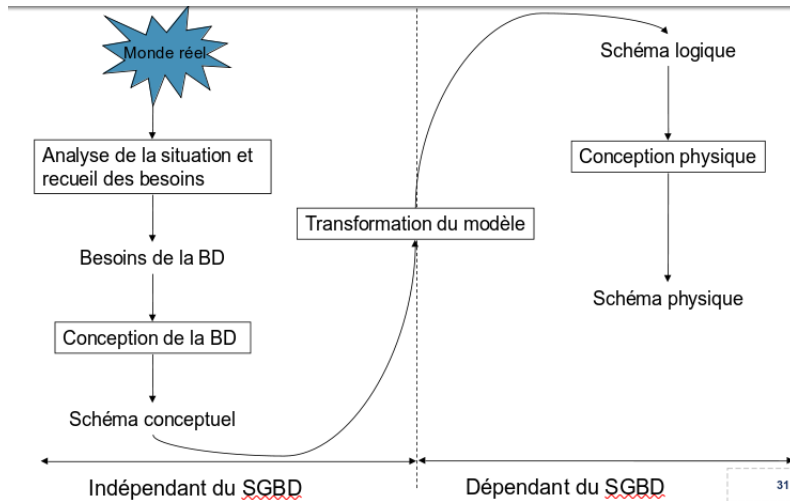 Monde réel
Analyse de la situation et
recueil des besoins
Besoins de la BD
Conception de la BD
Schéma conceptuel
Transformation du modèle
Schéma logique
Conception physique
Schéma physique
Indépendant du SGBD
Dépendant du SGBD
31